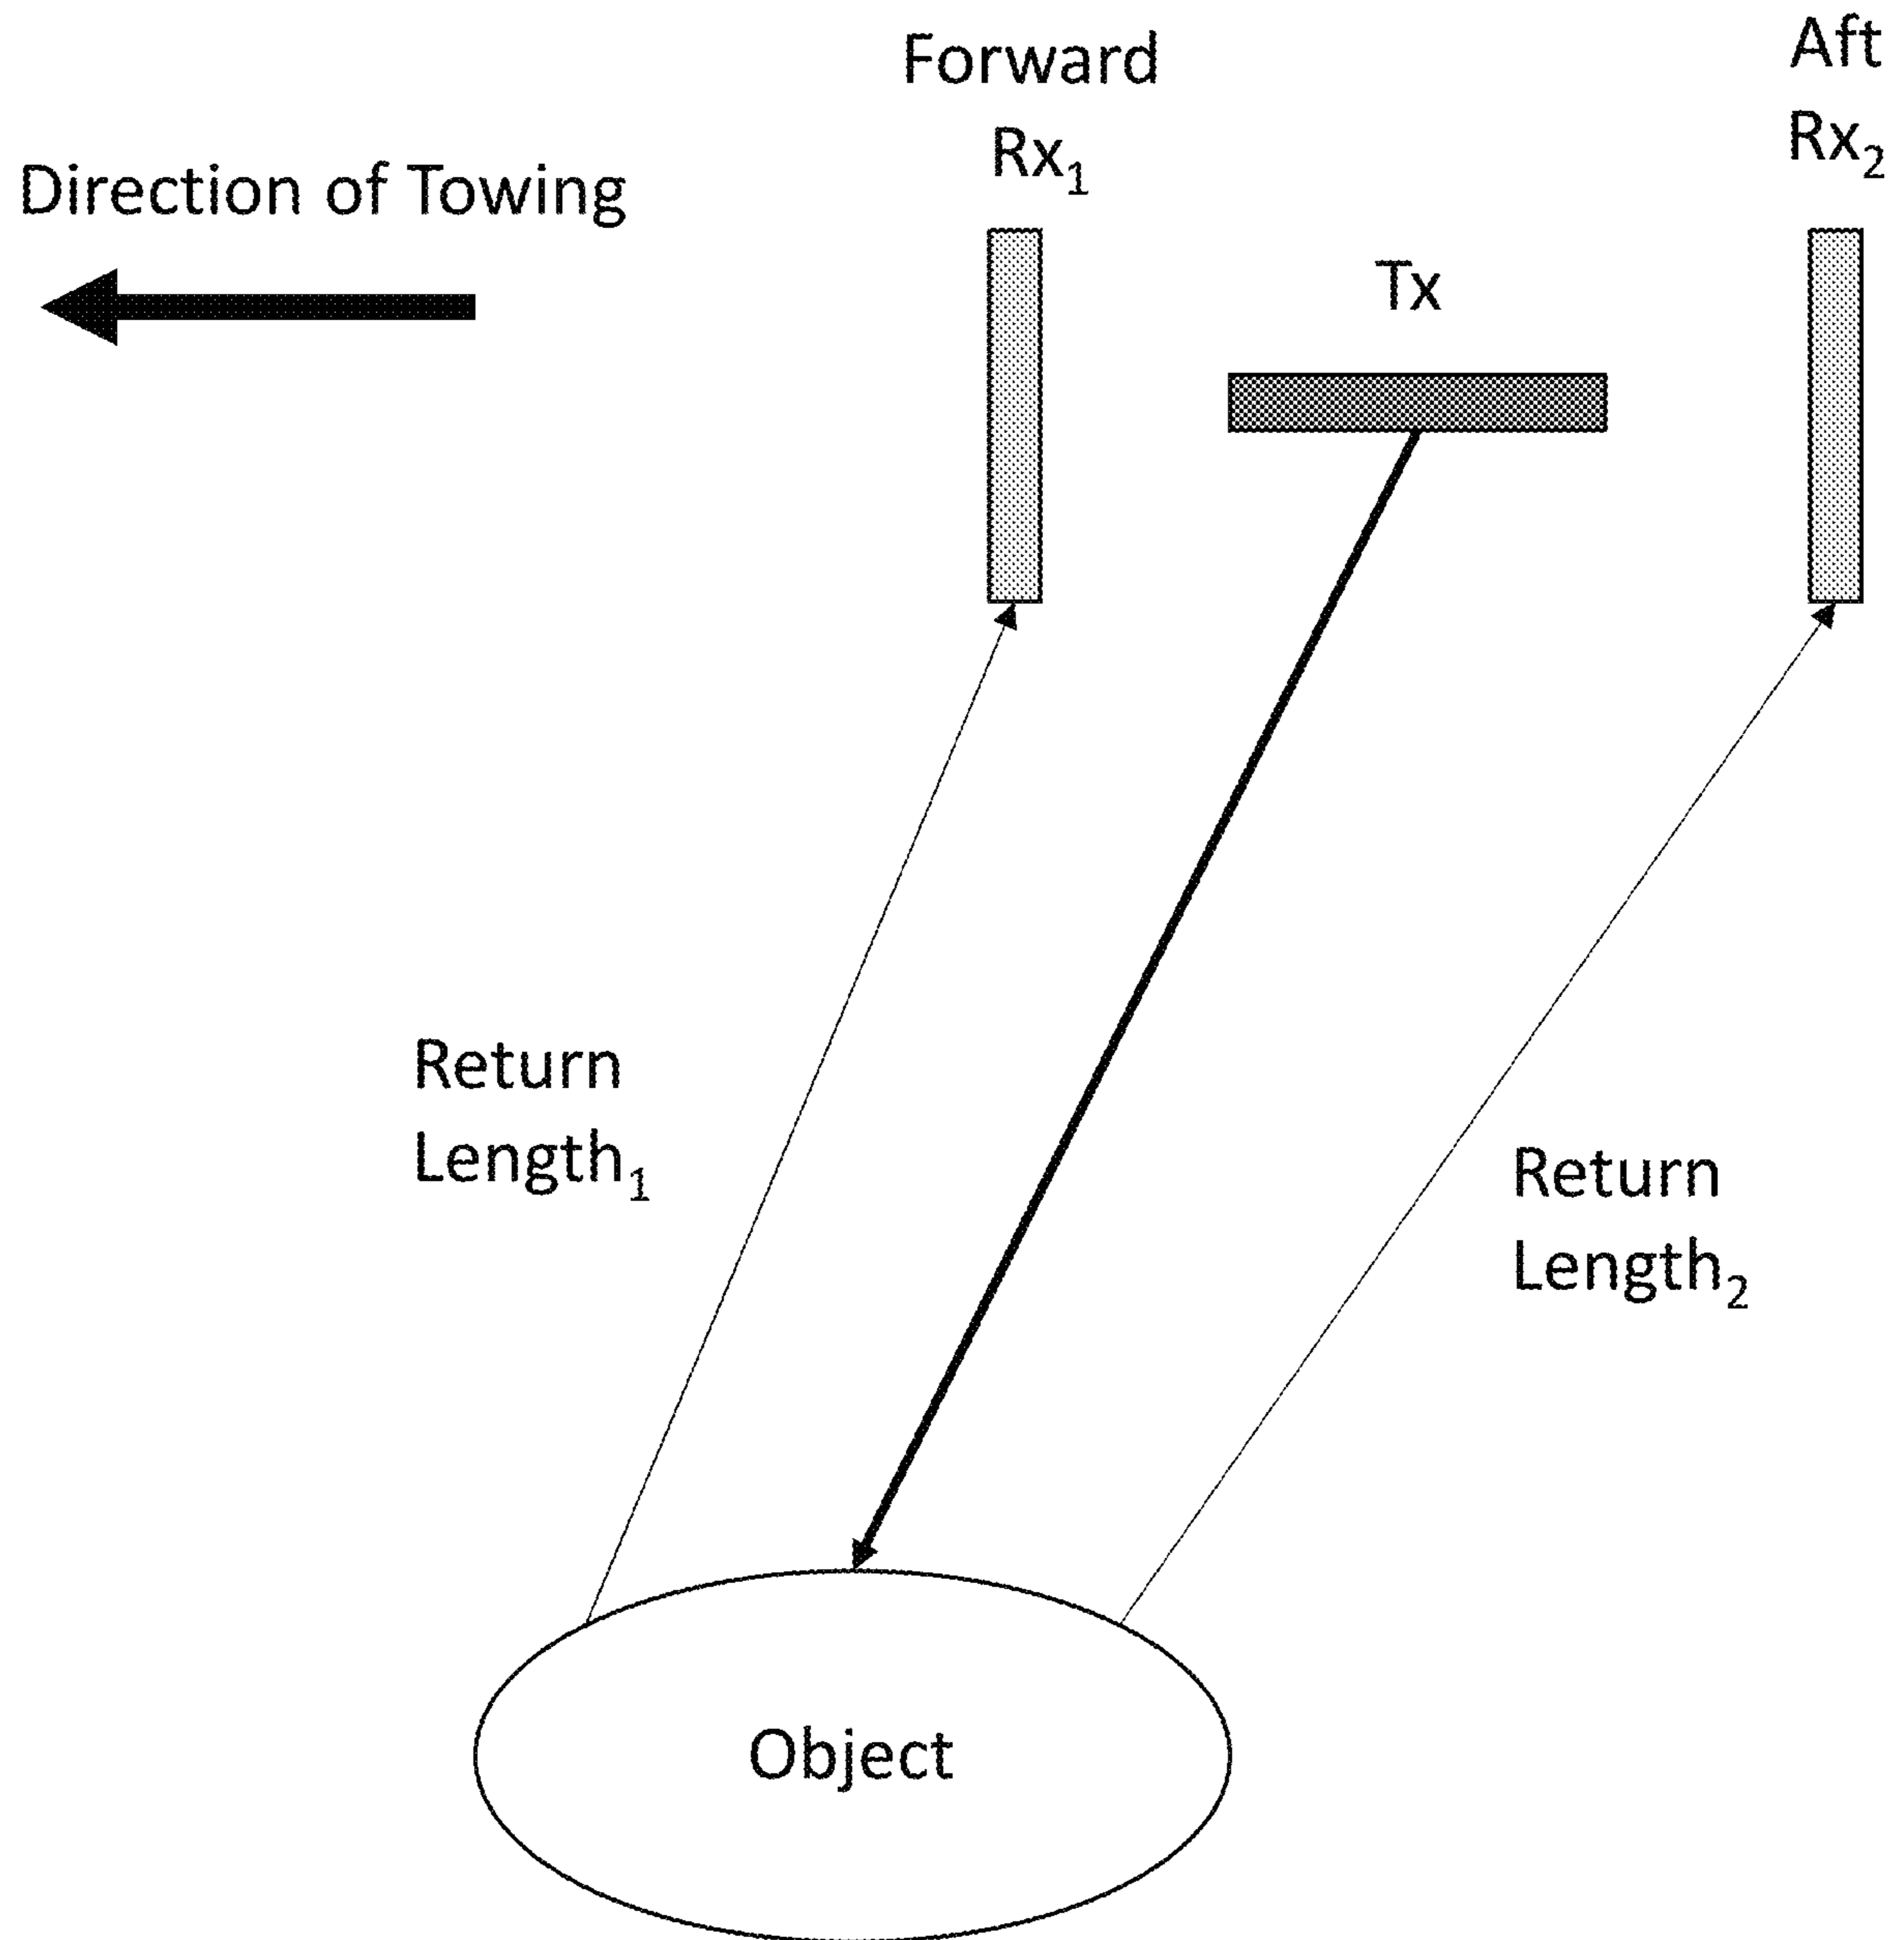 Forward
Rx₁
Aft
Rx₂
Direction of Towing
Tx
Return
Length₁
Return
Length₂
Object